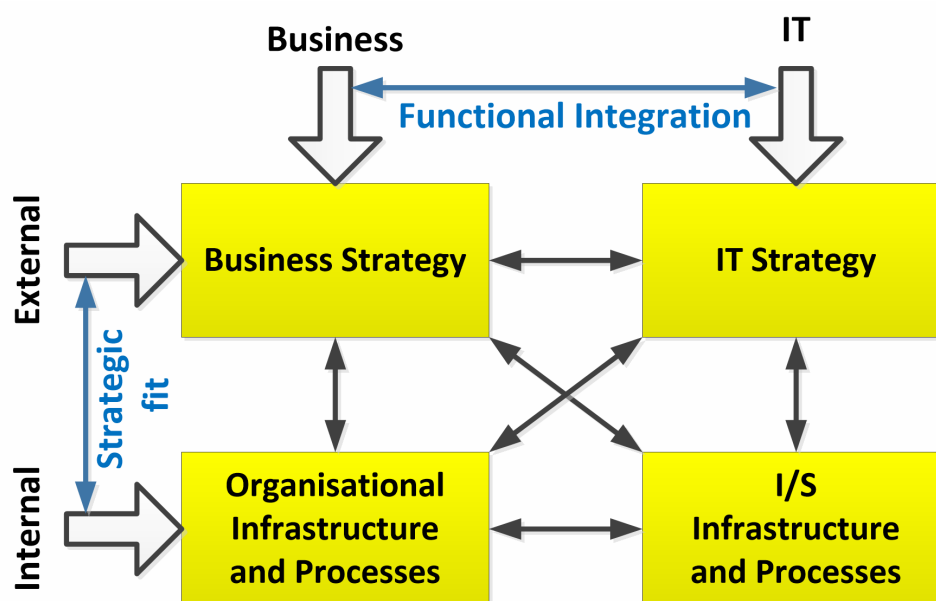 Business
IT
Functional Integration
External
Business Strategy
IT Strategy
Strategic
fit
Internal
Organisational
Infrastructure
and Processes
I/S
Infrastructure
and Processes